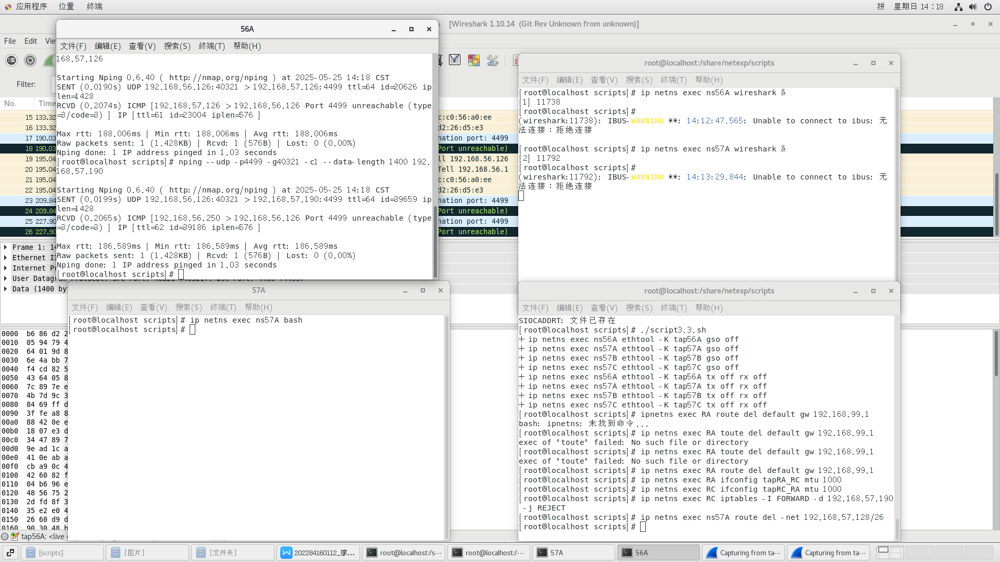 应用程序 位置 终端
拼 星期日 14：18
[Wireshark 1.10.14 (Git Rev Unknown from unknown)]
File Edit Vie
Filter:
No. Time
15 133.32
c:c0:56:a0:ee
16 133.32
d2:26:d5:e3
17 190.03
nation port: 4499
18 190.03
Port unreachable)
19 195.04
ll 192.168.56.126
20 195.04
Tell 192.168.56.1
21 195.04
c:c0:56:a0:ee
22 195.04
d2:26:d5:e3
23 209.84
nation port: 4499
24 209.84
Port unreachable)
25 227.90
nation port: 4499
26 227.90
Port unreachable)
Frame 1: 14
Ethernet II
Internet Pr
User Datagram Protocol, Src Port: 40321 (40321), Dst Port: 4499 (4499)
Data (1400 by
0000 b6 86 d2 2
0010 05 94 79 4
0020 64 01 9d 8
0030 6e 4a bb 7
0040 f4 cd 82 5
0050 43 64 05 8
0060 7c 89 7e e
0070 4b 7d 9c 3
0080 84 69 ff d
0090 3f fe a8 8
00a0 88 42 0e e
00b0 18 07 e3 d
00c0 34 47 89 7
00d0 9e ad 1c a
00e0 41 0e ab a
00f0 cb a9 0c 4
0100 42 60 82 f
0110 04 b6 96 e
0120 48 56 75 2
0130 2d fd 8f 3
0140 35 e2 e0 4
0150 26 60 d9 d
0160 90 30 48 b
tap56A: <live
56A
文件(F) 编辑(E) 查看(V) 搜索(S) 终端(T) 帮助(H)
168.57.126
Starting Nping 0.6.40 ( http://nmap.org/nping ) at 2025-05-25 14:18 CST
SENT (0.0190s) UDP 192.168.56.126:40321 > 192.168.57.126:4499 ttl=64 id=20626 ip
len=1428
RCVD (0.2074s) ICMP [192.168.57.126 > 192.168.56.126 Port 4499 unreachable (type
=3/code=3) ] IP [ttl=61 id=23004 iplen=576 ]
Max rtt: 188.006ms | Min rtt: 188.006ms | Avg rtt: 188.006ms
Raw packets sent: 1 (1.428KB) | Rcvd: 1 (576B) | Lost: 0 (0.00%)
Nping done: 1 IP address pinged in 1.03 seconds
[root@localhost scripts]# nping --udp -p4499 -g40321 -c1 --data-length 1400 192.
168.57.190
Starting Nping 0.6.40 ( http://nmap.org/nping ) at 2025-05-25 14:18 CST
SENT (0.0199s) UDP 192.168.56.126:40321 > 192.168.57.190:4499 ttl=64 id=39659 ip
len=1428
RCVD (0.2065s) ICMP [192.168.56.250 > 192.168.56.126 Port 4499 unreachable (type
=3/code=3) ] IP [ttl=62 id=39186 iplen=576 ]
Max rtt: 186.589ms | Min rtt: 186.589ms | Avg rtt: 186.589ms
Raw packets sent: 1 (1.428KB) | Rcvd: 1 (576B) | Lost: 0 (0.00%)
Nping done: 1 IP address pinged in 1.03 seconds
[root@localhost scripts]#
57A
文件(F) 编辑(E) 查看(V) 搜索(S) 终端(T) 帮助(H)
[root@localhost scripts]# ip netns exec ns57A bash
[root@localhost scripts]#
root@localhost:/share/netexp/scripts
文件(F) 编辑(E) 查看(V) 搜索(S) 终端(T) 帮助(H)
[root@localhost scripts]# ip netns exec ns56A wireshark &
[1] 11738
[root@localhost scripts]#
(wireshark:11738): IBUS-WARNING **: 14:12:47.565: Unable to connect to ibus: 无
法连接：拒绝连接
[root@localhost scripts]# ip netns exec ns57A wireshark &
[2] 11792
[root@localhost scripts]#
(wireshark:11792): IBUS-WARNING **: 14:13:29.844: Unable to connect to ibus: 无
法连接：拒绝连接
root@localhost:/share/netexp/scripts
文件(F) 编辑(E) 查看(V) 搜索(S) 终端(T) 帮助(H)
SIOCADDRT: 文件已存在
[root@localhost scripts]# ./script3.3.sh
+ ip netns exec ns56A ethtool -K tap56A gso off
+ ip netns exec ns57A ethtool -K tap57A gso off
+ ip netns exec ns57B ethtool -K tap57B gso off
+ ip netns exec ns57C ethtool -K tap57C gso off
+ ip netns exec ns56A ethtool -K tap56A tx off rx off
+ ip netns exec ns57A ethtool -K tap57A tx off rx off
+ ip netns exec ns57B ethtool -K tap57B tx off rx off
+ ip netns exec ns57C ethtool -K tap57C tx off rx off
[root@localhost scripts]# ipnetns exec RA route del default gw 192.168.99.1
bash: ipnetns: 未找到命令...
[root@localhost scripts]# ip netns exec RA toute del default gw 192.168.99.1
exec of "toute" failed: No such file or directory
[root@localhost scripts]# ip netns exec RA toute del default gw 192.168.99.1
exec of "toute" failed: No such file or directory
[root@localhost scripts]# ip netns exec RA route del default gw 192.168.99.1
[root@localhost scripts]# ip netns exec RA ifconfig tapRA_RC mtu 1000
[root@localhost scripts]# ip netns exec RC ifconfig tapRC_RA mtu 1000
[root@localhost scripts]# ip netns exec RC iptables -I FORWARD -d 192.168.57.190
-j REJECT
[root@localhost scripts]# ip netns exec ns57A route del -net 192.168.57.128/26
[root@localhost scripts]#
[scripts] [图片] [文件夹] 202284160112_廖... root@localhost:/s··· root@localhost:/··· 57A 56A Capturing from ta··· Capturing from ta···